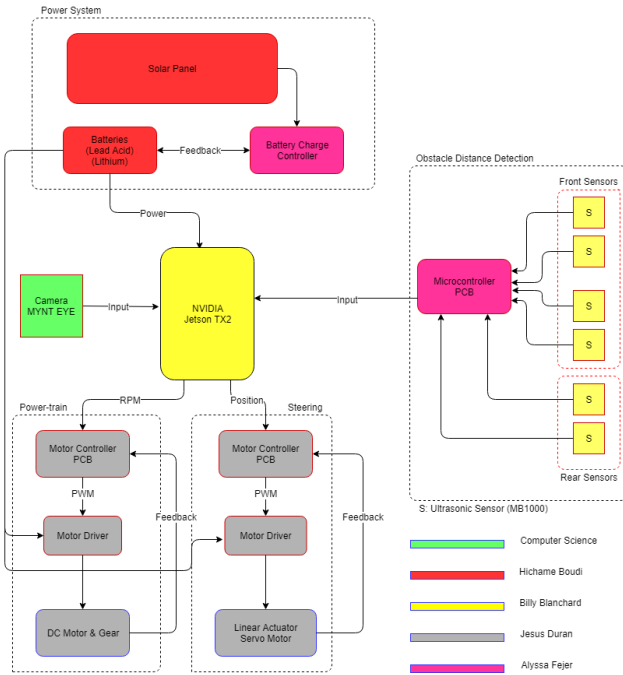 Power System
Solar Panel
Batteries
(Lead Acid)
(Lithium)
Feedback
Battery Charge
Controller
Power
Obstacle Distance Detection
Front Sensors
S
S
Microcontroller
PCB
S
S
Camera
MYNT EYE
Input
NVIDIA
Jetson TX2
Input
S
S
Rear Sensors
S: Ultrasonic Sensor (MB1000)
RPM
Position
Power-train
Steering
Motor Controller
PCB
Motor Controller
PCB
PWM
PWM
Feedback
Feedback
Motor Driver
Motor Driver
DC Motor & Gear
Linear Actuator
Servo Motor
Computer Science
Hichame Boudi
Billy Blanchard
Jesus Duran
Alyssa Fejer